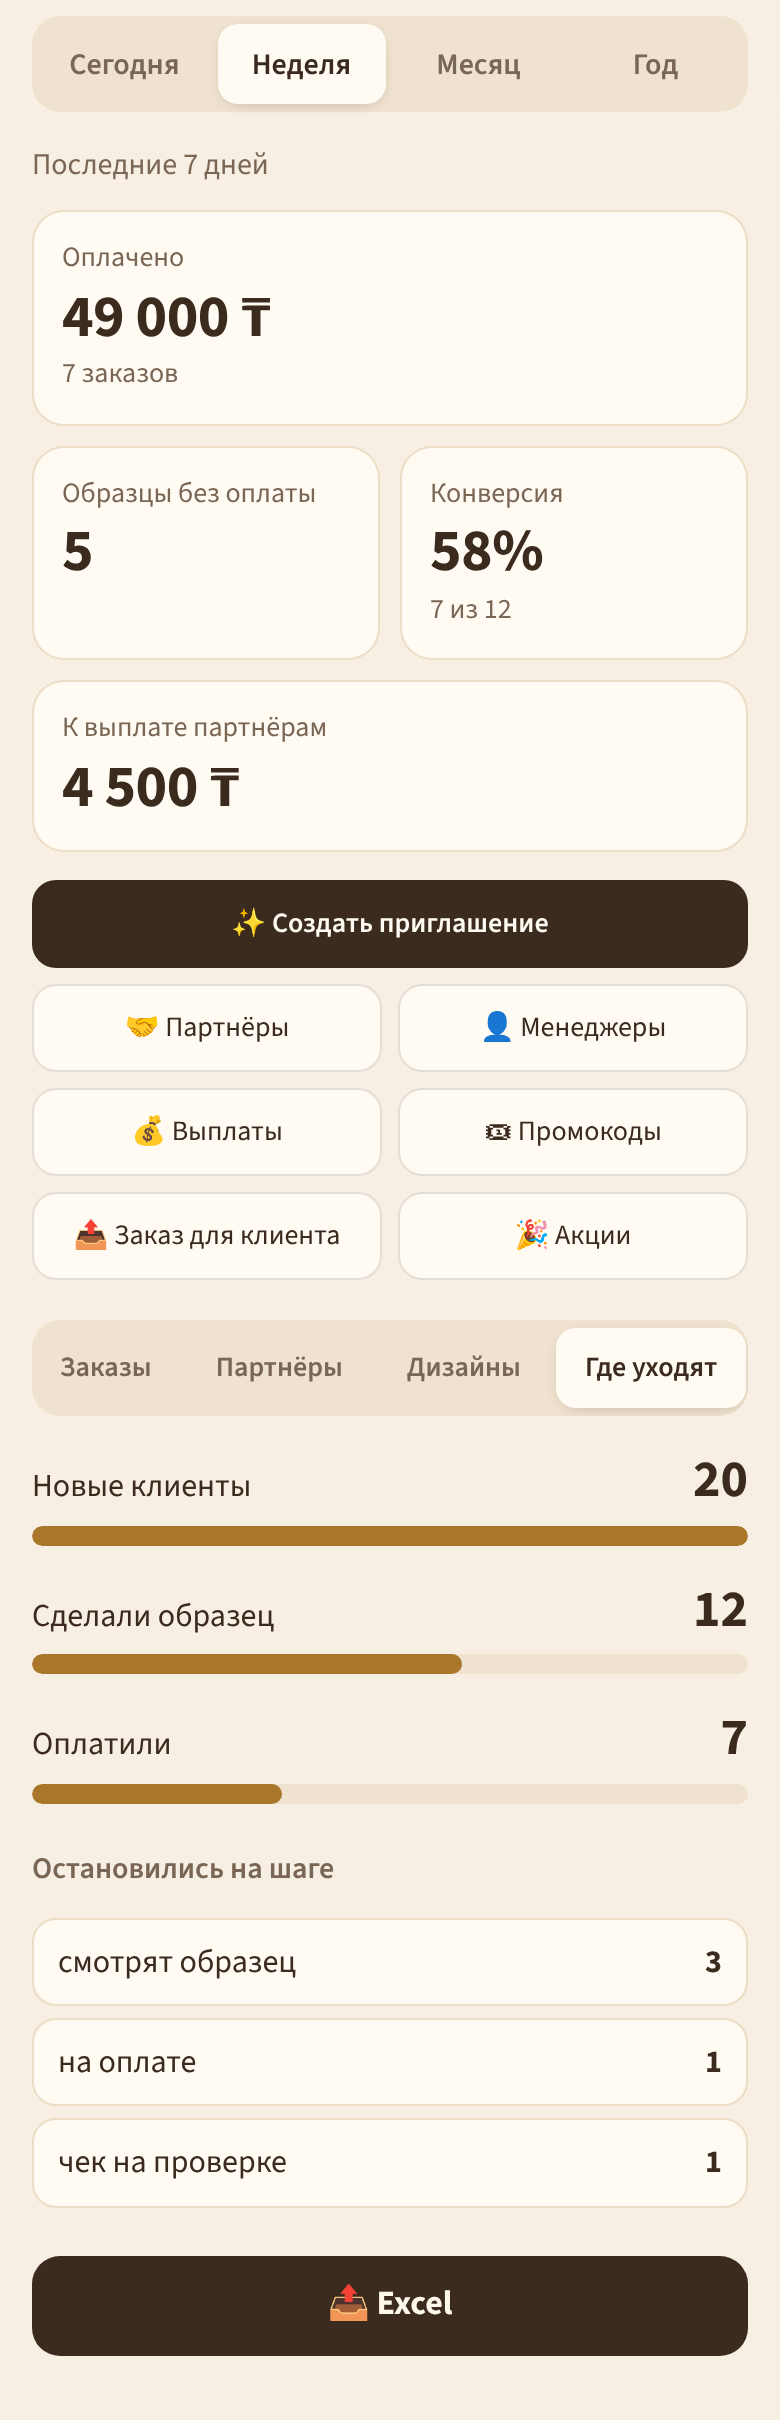 Сегодня Неделя Месяц Год
Последние 7 дней
Оплачено
49 000 ₸
7 заказов
Образцы без оплаты
5
Конверсия
58%
7 из 12
К выплате партнёрам
4 500 ₸
✨ Создать приглашение
🤝 Партнёры
👤 Менеджеры
💰 Выплаты
🎟 Промокоды
📤 Заказ для клиента
🎉 Акции
Заказы Партнёры Дизайны Где уходят
Новые клиенты 20
Сделали образец 12
Оплатили 7
Остановились на шаге
смотрят образец 3
на оплате 1
чек на проверке 1
📤 Excel